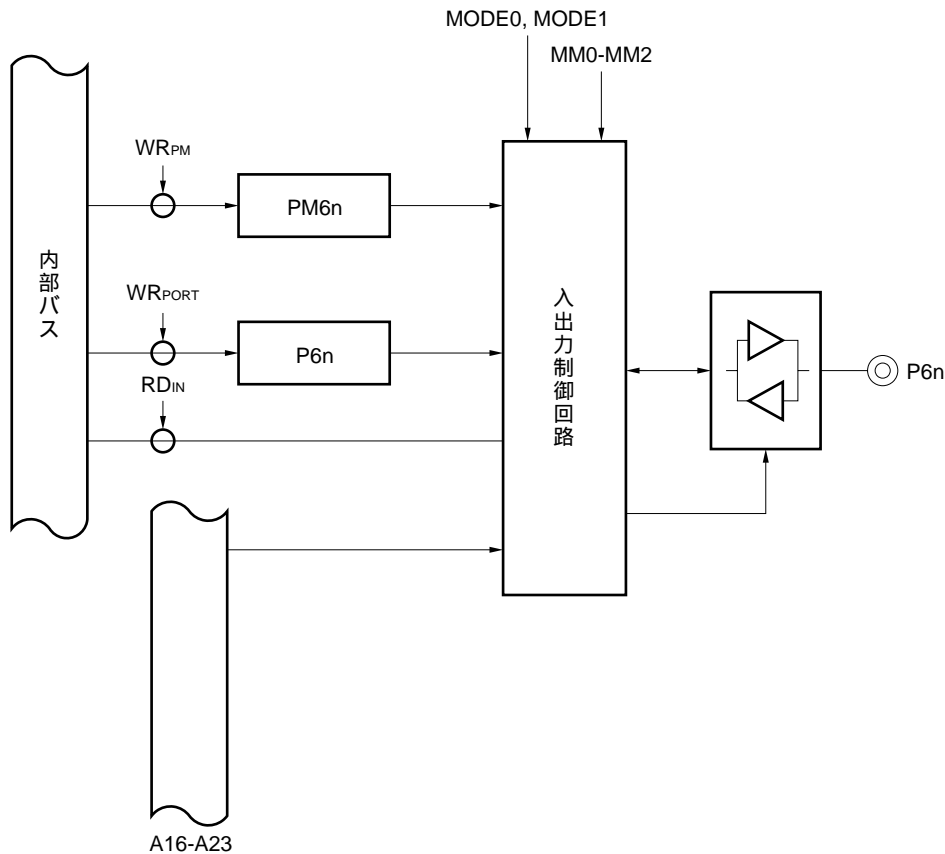 MODE0, MODE1
MM0-MM2
WRPM
PM6n
内部バス
WRPORT
P6n
RDIN
入出力制御回路
P6n
A16-A23